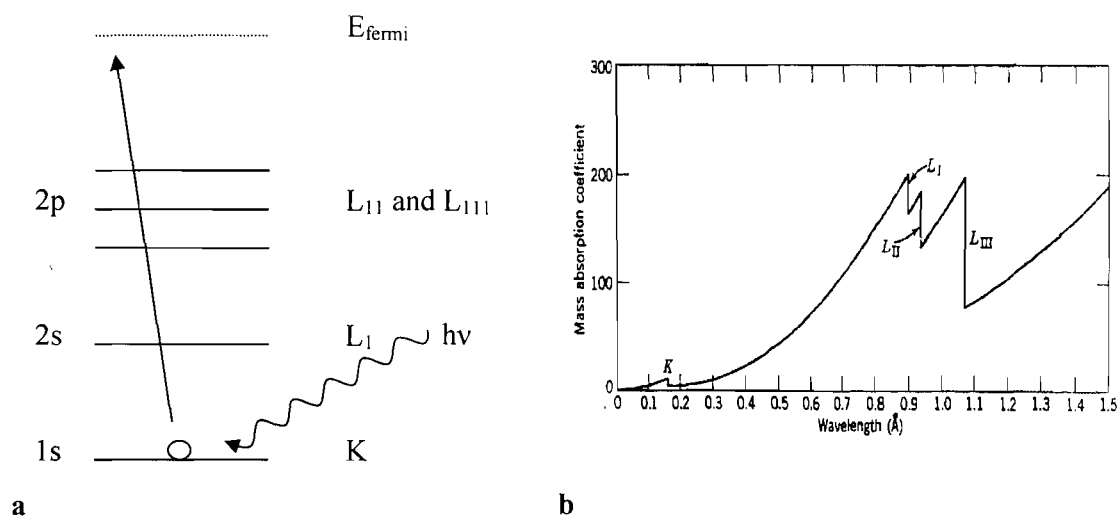 E_fermi
2p
L_11 and L_111
2s
L_1
hν
1s
K
a
300
200
100
0
Mass absorption coefficient
K
L_I
L_II
L_III
.0 0.1 0.2 0.3 0.4 0.5 0.6 0.7 0.8 0.9 1.0 1.1 1.2 1.3 1.4 1.5
Wavelength (Å)
b